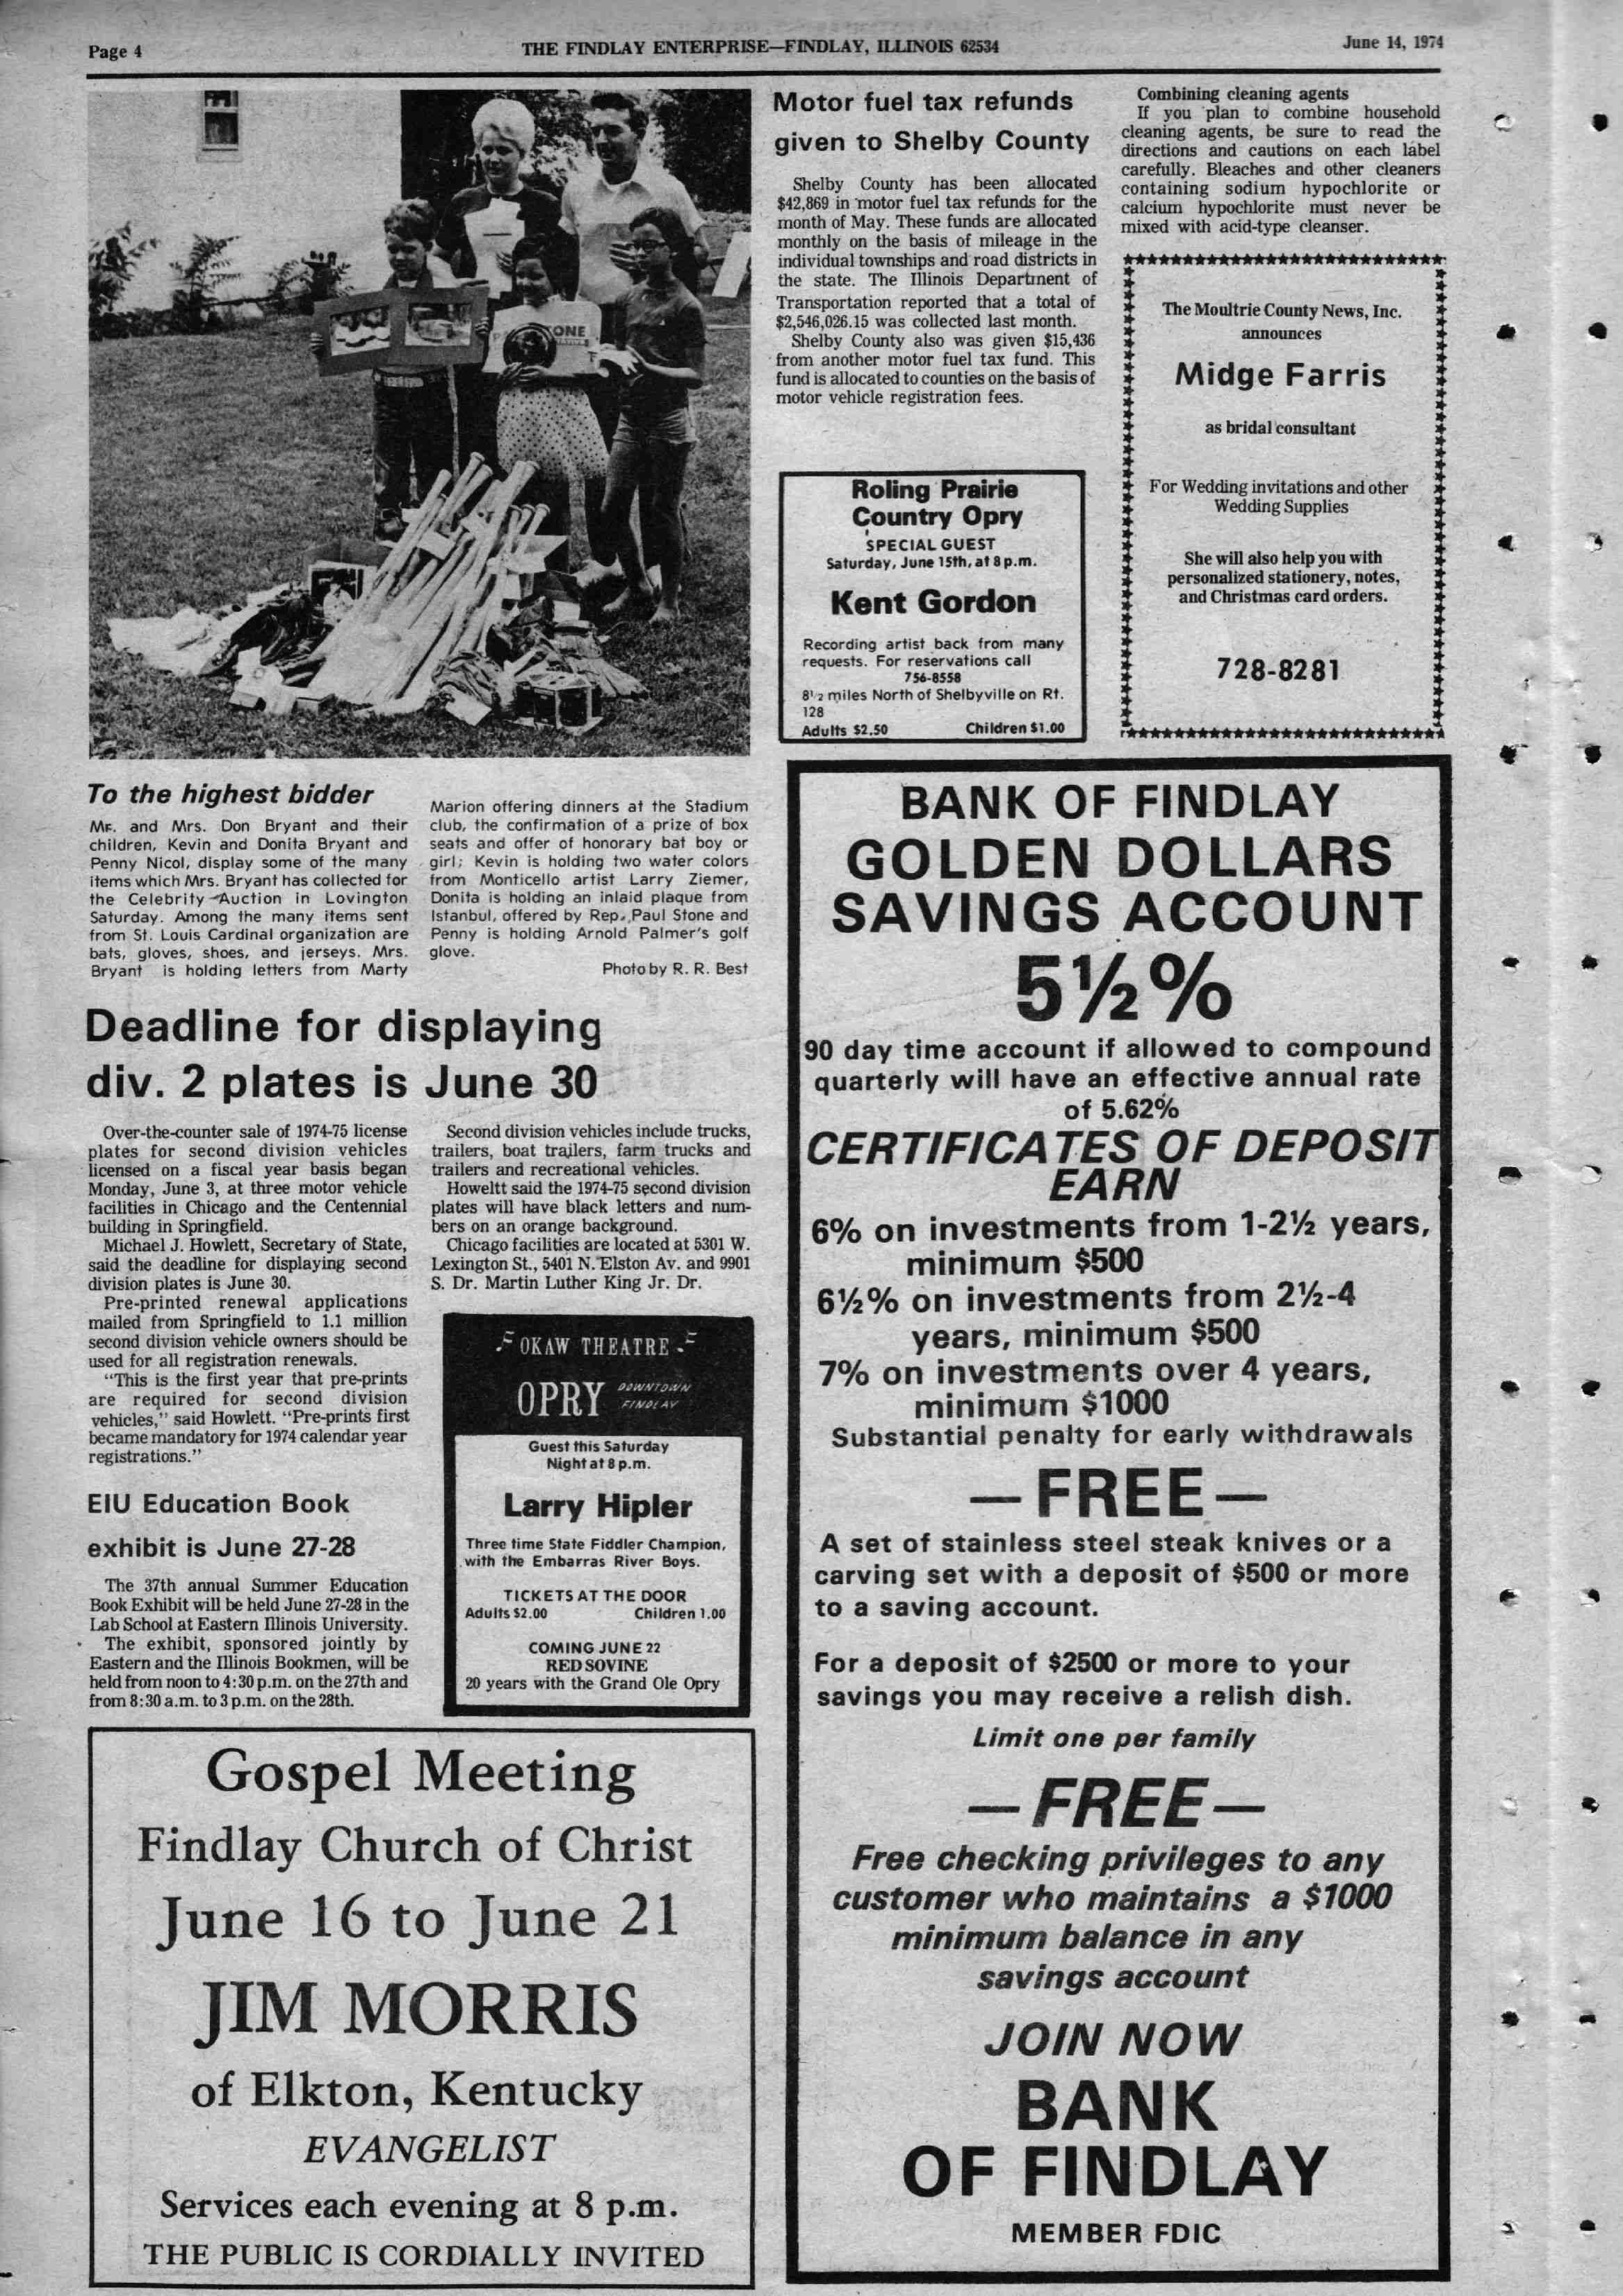 Page 4
THE FINDLAY ENTERPRISE—FINDLAY, ILLINOIS 62534
June 14, 1974
ONE
To the highest bidder
Mr. and Mrs. Don Bryant and their
children, Kevin and Donita Bryant and
Penny Nicol, display some of the many
items which Mrs. Bryant has collected for
the Celebrity Auction in Lovington
Saturday. Among the many items sent
from St. Louis Cardinal organization are
bats, gloves, shoes, and jerseys. Mrs.
Bryant is holding letters from Marty
Marion offering dinners at the Stadium
club, the confirmation of a prize of box
seats and offer of honorary bat boy or
girl; Kevin is holding two water colors
from Monticello artist Larry Ziemer,
Donita is holding an inlaid plaque from
Istanbul, offered by Rep. Paul Stone and
Penny is holding Arnold Palmer's golf
glove.
Photo by R. R. Best
Deadline for displaying
div. 2 plates is June 30
Over-the-counter sale of 1974-75 license
plates for second division vehicles
licensed on a fiscal year basis began
Monday, June 3, at three motor vehicle
facilities in Chicago and the Centennial
building in Springfield.
Michael J. Howlett, Secretary of State,
said the deadline for displaying second
division plates is June 30.
Pre-printed renewal applications
mailed from Springfield to 1.1 million
second division vehicle owners should be
used for all registration renewals.
"This is the first year that pre-prints
are required for second division
vehicles," said Howlett. "Pre-prints first
became mandatory for 1974 calendar year
registrations."
Second division vehicles include trucks,
trailers, boat trailers, farm trucks and
trailers and recreational vehicles.
Howeltt said the 1974-75 second division
plates will have black letters and num-
bers on an orange background.
Chicago facilities are located at 5301 W.
Lexington St., 5401 N. Elston Av. and 9901
S. Dr. Martin Luther King Jr. Dr.
EIU Education Book
exhibit is June 27-28
The 37th annual Summer Education
Book Exhibit will be held June 27-28 in the
Lab School at Eastern Illinois University.
The exhibit, sponsored jointly by
Eastern and the Illinois Bookmen, will be
held from noon to 4:30 p.m. on the 27th and
from 8:30 a.m. to 3 p.m. on the 28th.
OKAW THEATRE
OPRY DOWNTOWN
FINDLAY
Guest this Saturday
Night at 8 p.m.
Larry Hipler
Three time State Fiddler Champion,
with the Embarras River Boys.
TICKETS AT THE DOOR
Adults $2.00 Children 1.00
COMING JUNE 22
RED SOVINE
20 years with the Grand Ole Opry
Gospel Meeting
Findlay Church of Christ
June 16 to June 21
JIM MORRIS
of Elkton, Kentucky
EVANGELIST
Services each evening at 8 p.m.
THE PUBLIC IS CORDIALLY INVITED
Motor fuel tax refunds
given to Shelby County
Shelby County has been allocated
$42,869 in motor fuel tax refunds for the
month of May. These funds are allocated
monthly on the basis of mileage in the
individual townships and road districts in
the state. The Illinois Department of
Transportation reported that a total of
$2,546,026.15 was collected last month.
Shelby County also was given $15,436
from another motor fuel tax fund. This
fund is allocated to counties on the basis of
motor vehicle registration fees.
Roling Prairie
Country Opry
SPECIAL GUEST
Saturday, June 15th, at 8 p.m.
Kent Gordon
Recording artist back from many
requests. For reservations call
756-8558
8½ miles North of Shelbyville on Rt.
128
Adults $2.50 Children $1.00
Combining cleaning agents
If you plan to combine household
cleaning agents, be sure to read the
directions and cautions on each label
carefully. Bleaches and other cleaners
containing sodium hypochlorite or
calcium hypochlorite must never be
mixed with acid-type cleanser.
The Moultrie County News, Inc.
announces
Midge Farris
as bridal consultant
For Wedding invitations and other
Wedding Supplies
She will also help you with
personalized stationery, notes,
and Christmas card orders.
728-8281
BANK OF FINDLAY
GOLDEN DOLLARS
SAVINGS ACCOUNT
5½%
90 day time account if allowed to compound
quarterly will have an effective annual rate
of 5.62%
CERTIFICATES OF DEPOSIT
EARN
6% on investments from 1-2½ years,
minimum $500
6½% on investments from 2½-4
years, minimum $500
7% on investments over 4 years,
minimum $1000
Substantial penalty for early withdrawals
— FREE —
A set of stainless steel steak knives or a
carving set with a deposit of $500 or more
to a saving account.
For a deposit of $2500 or more to your
savings you may receive a relish dish.
Limit one per family
— FREE —
Free checking privileges to any
customer who maintains a $1000
minimum balance in any
savings account
JOIN NOW
BANK
OF FINDLAY
MEMBER FDIC